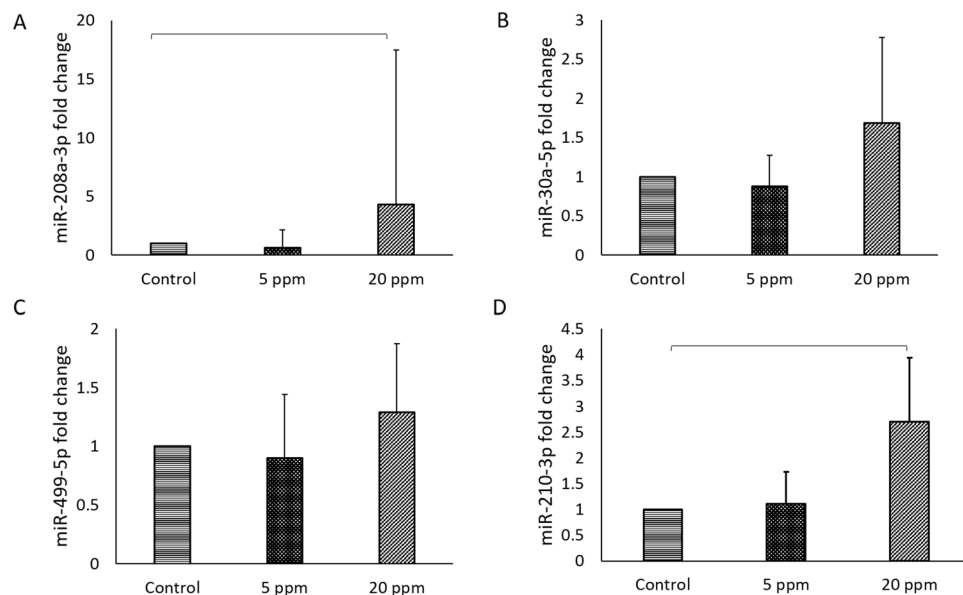 A
miR-208a-3p fold change
20
15
10
5
0
Control 5 ppm 20 ppm
B
miR-30a-5p fold change
3
2.5
2
1.5
1
0.5
0
Control 5 ppm 20 ppm
C
miR-499-5p fold change
2
1.5
1
0.5
0
Control 5 ppm 20 ppm
D
miR-210-3p fold change
4.5
4
3.5
3
2.5
2
1.5
1
0.5
0
Control 5 ppm 20 ppm